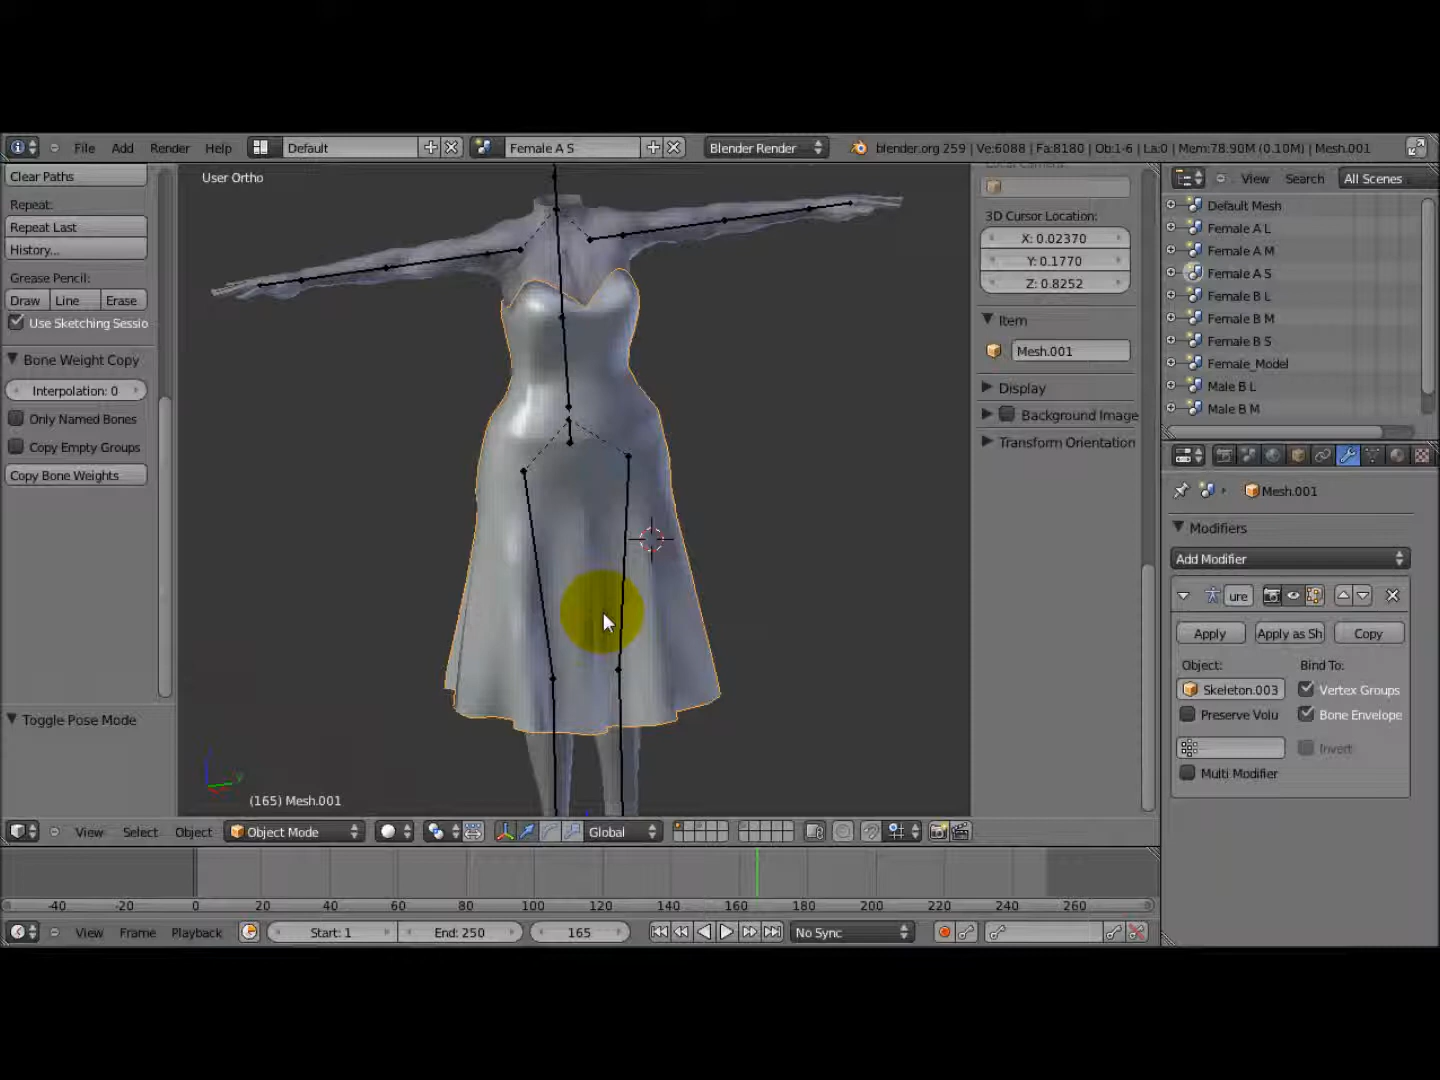 File Add Render Help Default Female A S Blender Render blender.org 259 | Ve:6088 | Fa:8180 | Ob:1-6 | La:0 | Mem:78.90M (0.10M) | Mesh.001
Clear Paths
Repeat:
Repeat Last
History...
Grease Pencil:
Draw Line Erase
Use Sketching Sessio
Bone Weight Copy
Interpolation: 0
Only Named Bones
Copy Empty Groups
Copy Bone Weights
Toggle Pose Mode
User Ortho
(165) Mesh.001
3D Cursor Location:
X: 0.02370
Y: 0.1770
Z: 0.8252
Item
Mesh.001
Display
Background Image
Transform Orientation
View Search All Scenes
Default Mesh
Female A L
Female A M
Female A S
Female B L
Female B M
Female B S
Female_Model
Male B L
Male B M
Mesh.001
Modifiers
Add Modifier
ure
Apply Apply as Sh Copy
Object: Bind To:
Skeleton.003 Vertex Groups
Preserve Volu Bone Envelope
Invert
Multi Modifier
View Select Object Object Mode Global
-40 -20 0 20 40 60 80 100 120 140 160 180 200 220 240 260
View Frame Playback Start: 1 End: 250 165 No Sync